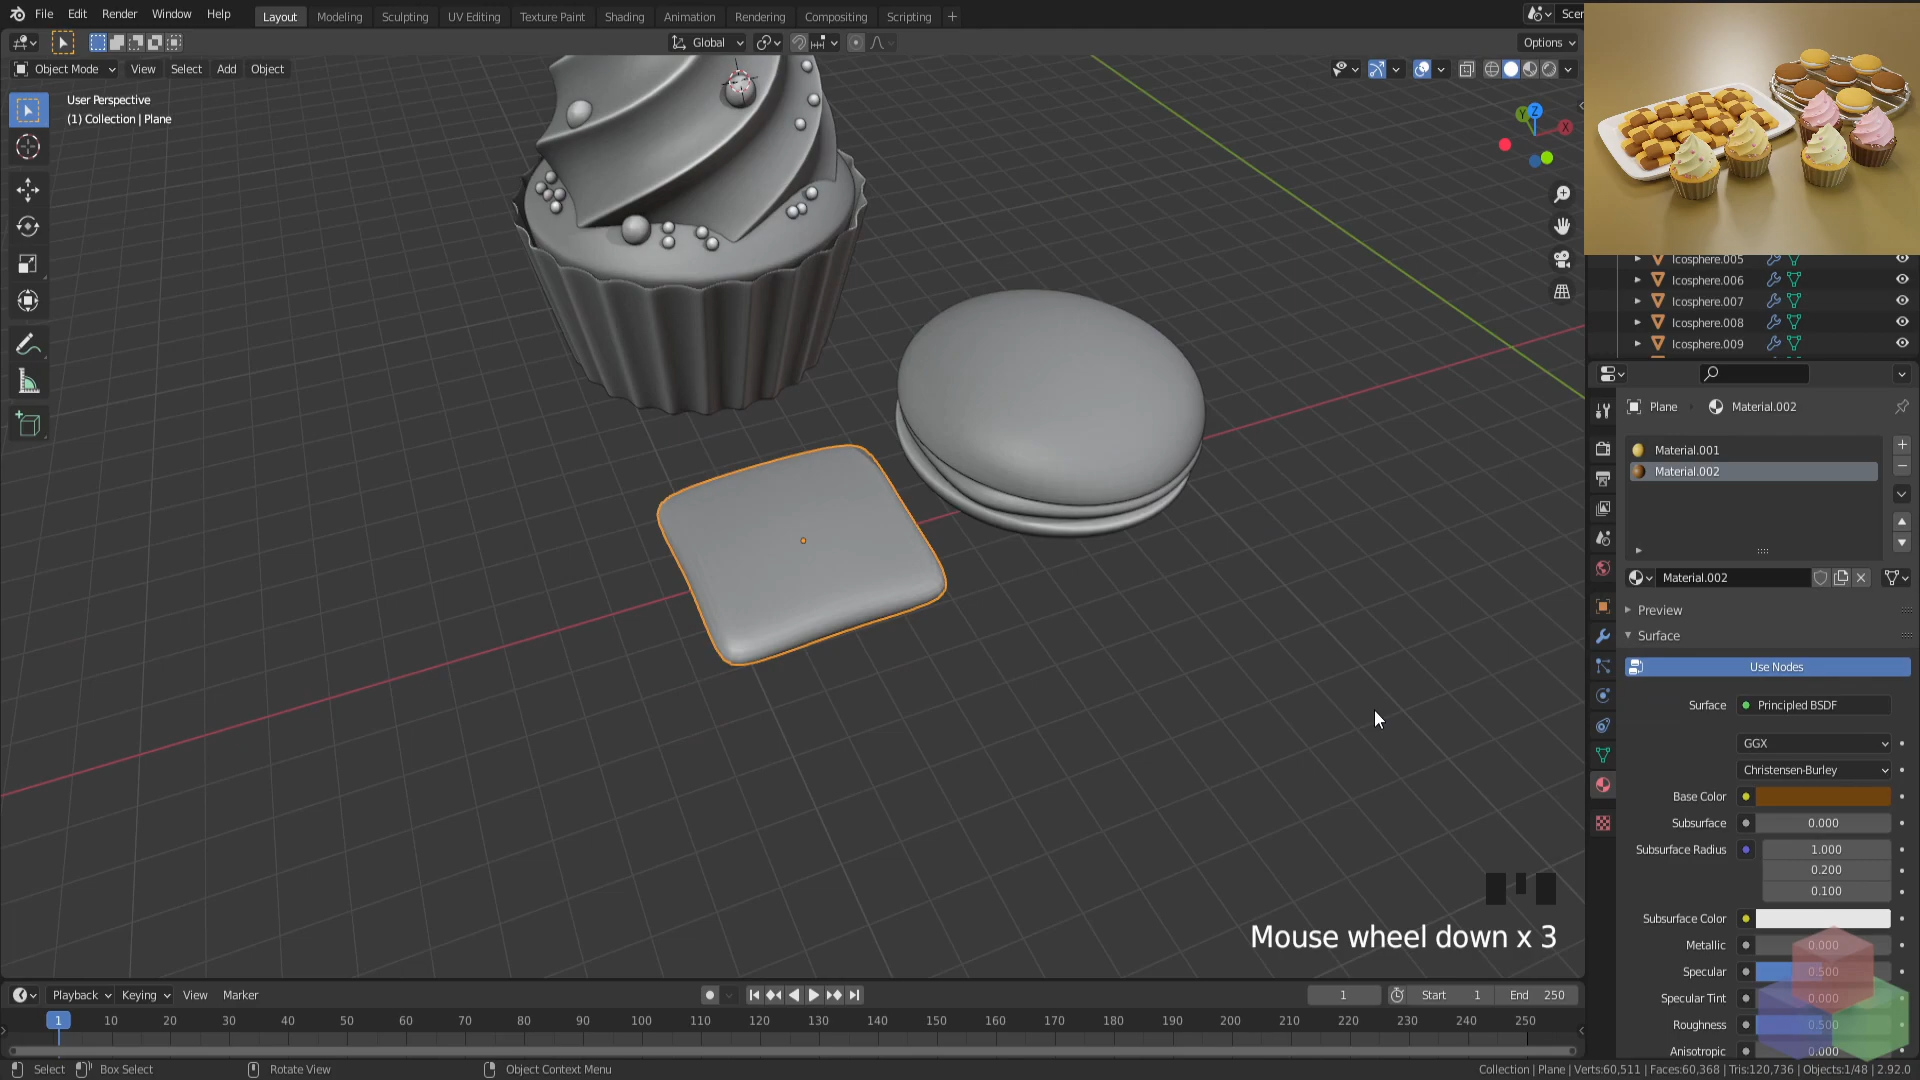 File Edit Render Window Help Layout Modeling Sculpting UV Editing Texture Paint Shading Animation Rendering Compositing Scripting + Scer
Global Options
Object Mode View Select Add Object
User Perspective
(1) Collection | Plane
Z
Y
X
Icosphere.005
Icosphere.006
Icosphere.007
Icosphere.008
Icosphere.009
Plane Material.002
Material.001
Material.002
Material.002
Preview
Surface
Use Nodes
Surface Principled BSDF
GGX
Christensen-Burley
Base Color
Subsurface 0.000
Subsurface Radius 1.000
0.200
0.100
Subsurface Color
Metallic 0.000
Specular 0.500
Specular Tint 0.000
Roughness 0.500
Anisotropic 0.000
Mouse wheel down x 3
Playback Keying View Marker 1 Start 1 End 250
1 10 20 30 40 50 60 70 80 90 100 110 120 130 140 150 160 170 180 190 200 210 220 230 240 250
Select Box Select Rotate View Object Context Menu Collection | Plane | Verts:60,511 | Faces:60,368 | Tris:120,736 | Objects:1/48 | 2.92.0